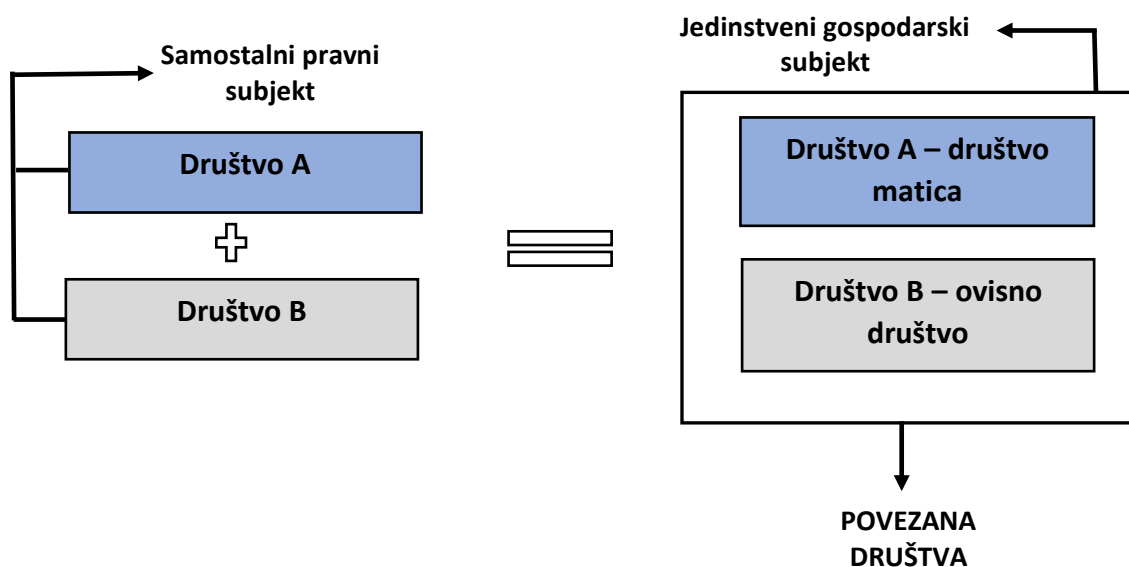 Samostalni pravni
subjekt
Društvo A
Društvo B
Jedinstveni gospodarski
subjekt
Društvo A – društvo
matica
Društvo B – ovisno
društvo
POVEZANA
DRUŠTVA